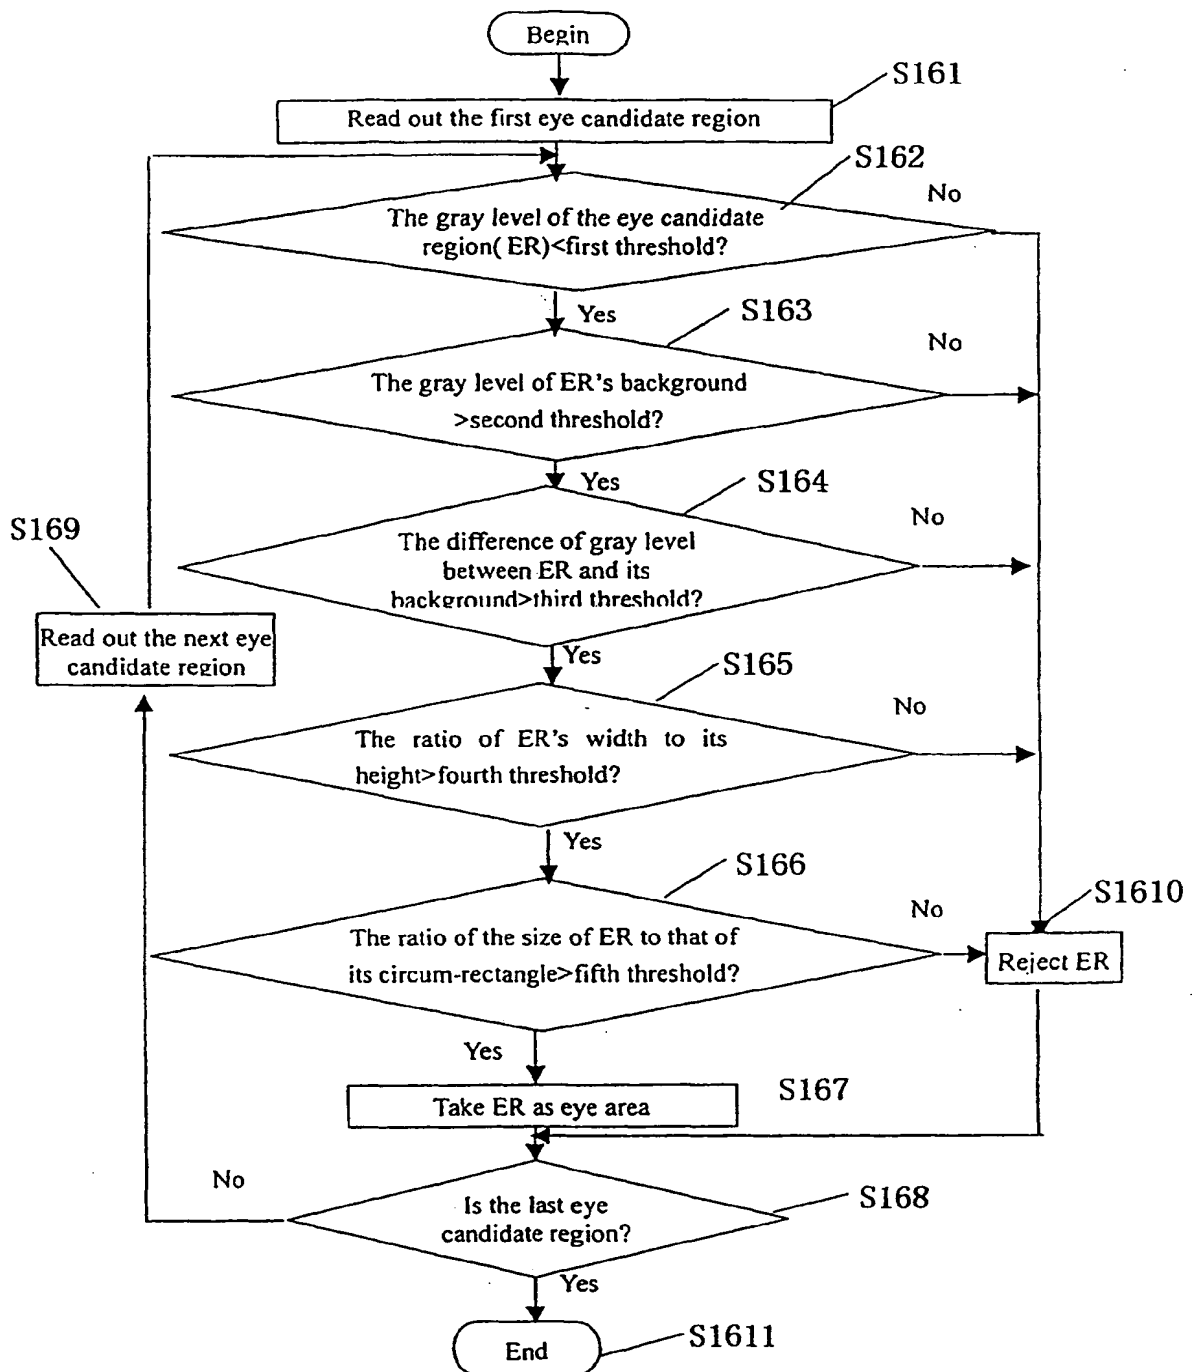 Begin
S161
Read out the first eye candidate region
S162
No
The gray level of the eye candidate
region( ER)<first threshold?
Yes
S163
No
The gray level of ER's background
>second threshold?
Yes
S164
No
The difference of gray level
between ER and its
background>third threshold?
S169
Read out the next eye
candidate region
Yes
S165
No
The ratio of ER's width to its
height>fourth threshold?
Yes
S166
No
S1610
The ratio of the size of ER to that of
its circum-rectangle>fifth threshold?
Reject ER
Yes
S167
Take ER as eye area
No
Is the last eye
candidate region?
S168
Yes
End
S1611